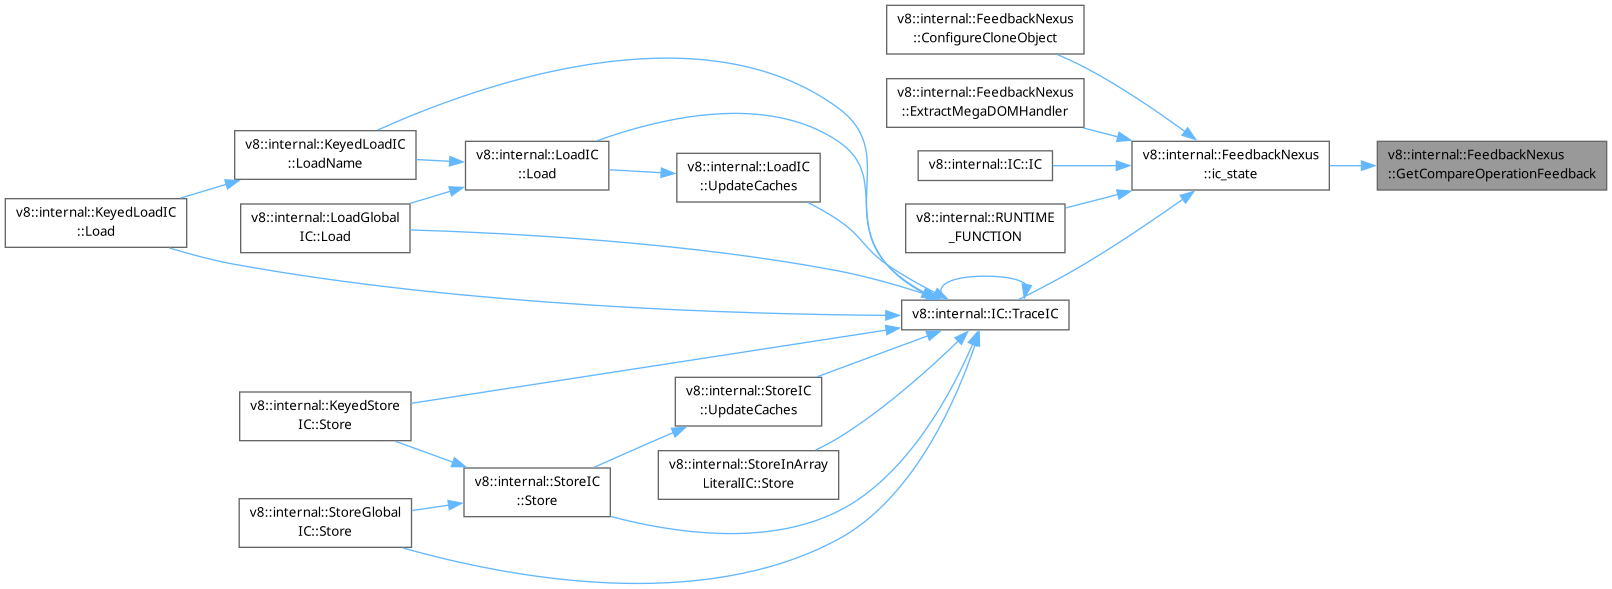 v8::internal::FeedbackNexus
::ConfigureCloneObject
v8::internal::FeedbackNexus
::ExtractMegaDOMHandler
v8::internal::KeyedLoadIC
::LoadName
v8::internal::LoadIC
::Load
v8::internal::LoadIC
::UpdateCaches
v8::internal::IC::IC
v8::internal::FeedbackNexus
::ic_state
v8::internal::FeedbackNexus
::GetCompareOperationFeedback
v8::internal::KeyedLoadIC
::Load
v8::internal::LoadGlobal
IC::Load
v8::internal::RUNTIME
_FUNCTION
v8::internal::IC::TraceIC
v8::internal::KeyedStore
IC::Store
v8::internal::StoreIC
::UpdateCaches
v8::internal::StoreInArray
LiteralIC::Store
v8::internal::StoreIC
::Store
v8::internal::StoreGlobal
IC::Store